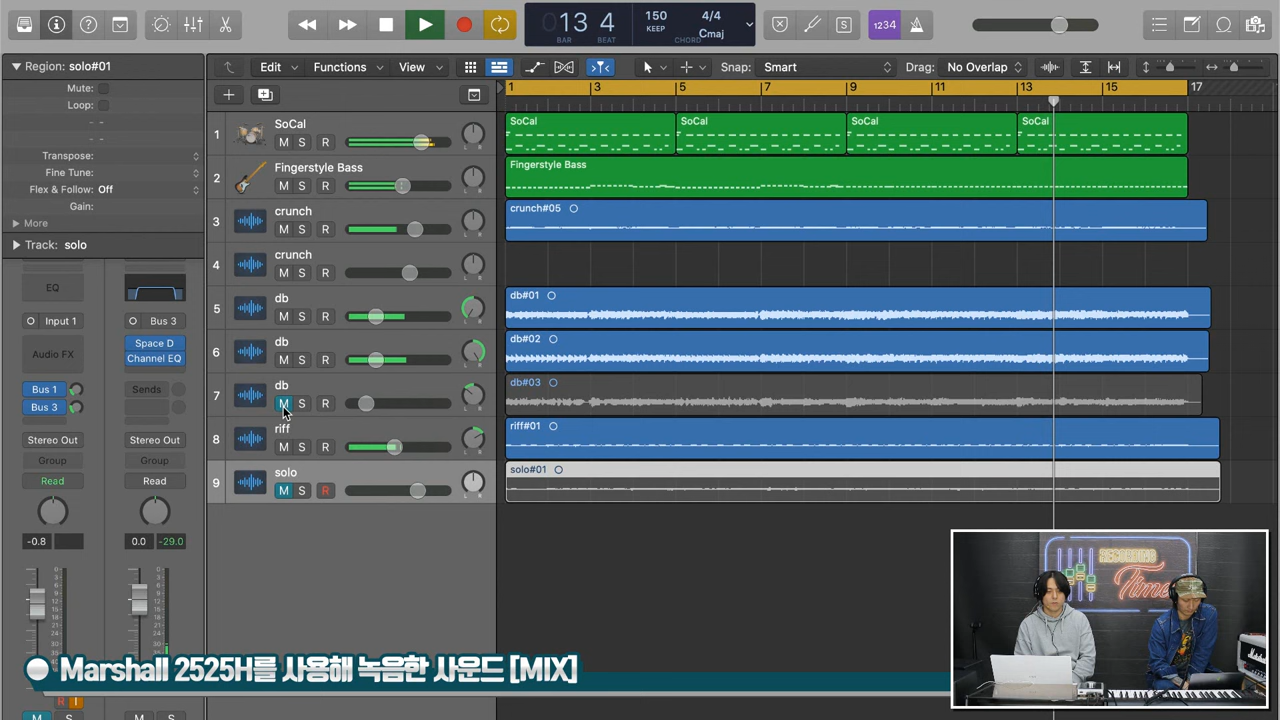 13 4
BAR BEAT
150
KEEP
CHORD
4/4
Cmaj
1234
Region: solo#01
Mute:
Loop:
Transpose:
Fine Tune:
Flex & Follow: Off
Gain:
More
Track: solo
Edit Functions View
Snap: Smart
Drag: No Overlap
1 3 5 7 9 11 13 15 17
1 SoCal
M S R
SoCal SoCal SoCal SoCal
2 Fingerstyle Bass
M S R
Fingerstyle Bass
3 crunch
M S R
crunch#05
4 crunch
M S R
5 db
M S R
db#01
6 db
M S R
db#02
7 db
M S R
db#03
8 riff
M S R
riff#01
9 solo
M S R
solo#01
EQ
Input 1
Bus 3
Audio FX
Space D
Channel EQ
Bus 1
Sends
Bus 3
Stereo Out Stereo Out
Group Group
Read Read
-0.8
0.0 -29.0
R I
M S
M S
RECORDING
Time
Marshall 2525H를 사용해 녹음한 사운드 [MIX]